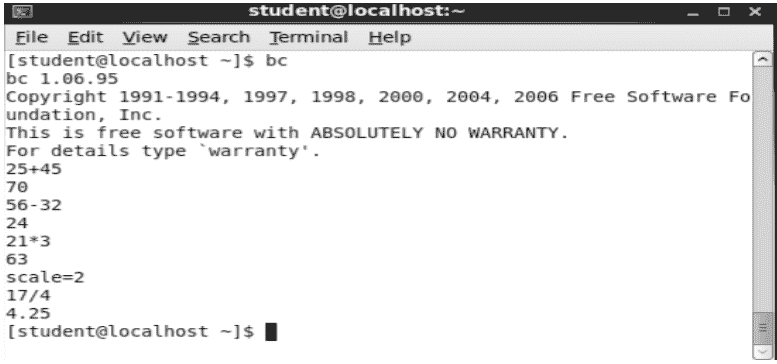 student@localhost:~
File Edit View Search Terminal Help
[student@localhost ~]$ bc
bc 1.06.95
Copyright 1991-1994, 1997, 1998, 2000, 2004, 2006 Free Software Fo
undation, Inc.
This is free software with ABSOLUTELY NO WARRANTY.
For details type `warranty'.
25+45
70
56-32
24
21*3
63
scale=2
17/4
4.25
[student@localhost ~]$